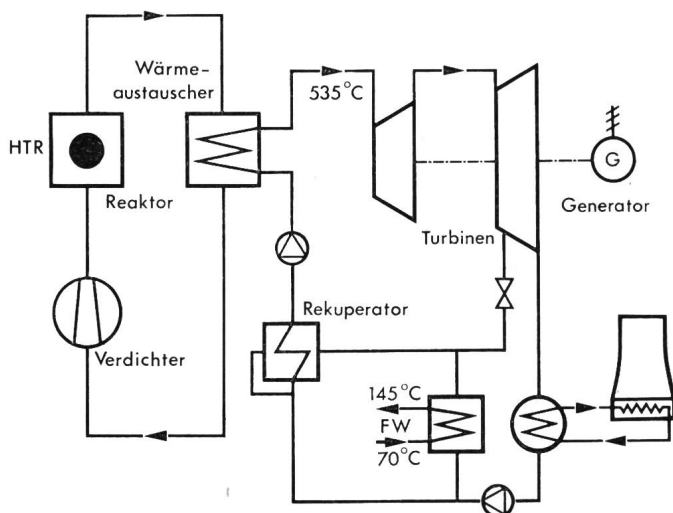 Wärme-
austauscher
535°C
HTR
Reaktor
G
Generator
Turbinen
Rekuperator
Verdichter
145°C
FW
70°C